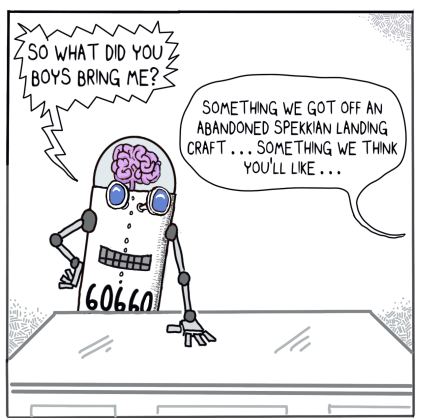 SO WHAT DID YOU
BOYS BRING ME?
SOMETHING WE GOT OFF AN
ABANDONED SPEKKIAN LANDING
CRAFT ... SOMETHING WE THINK
YOU'LL LIKE ...
60660